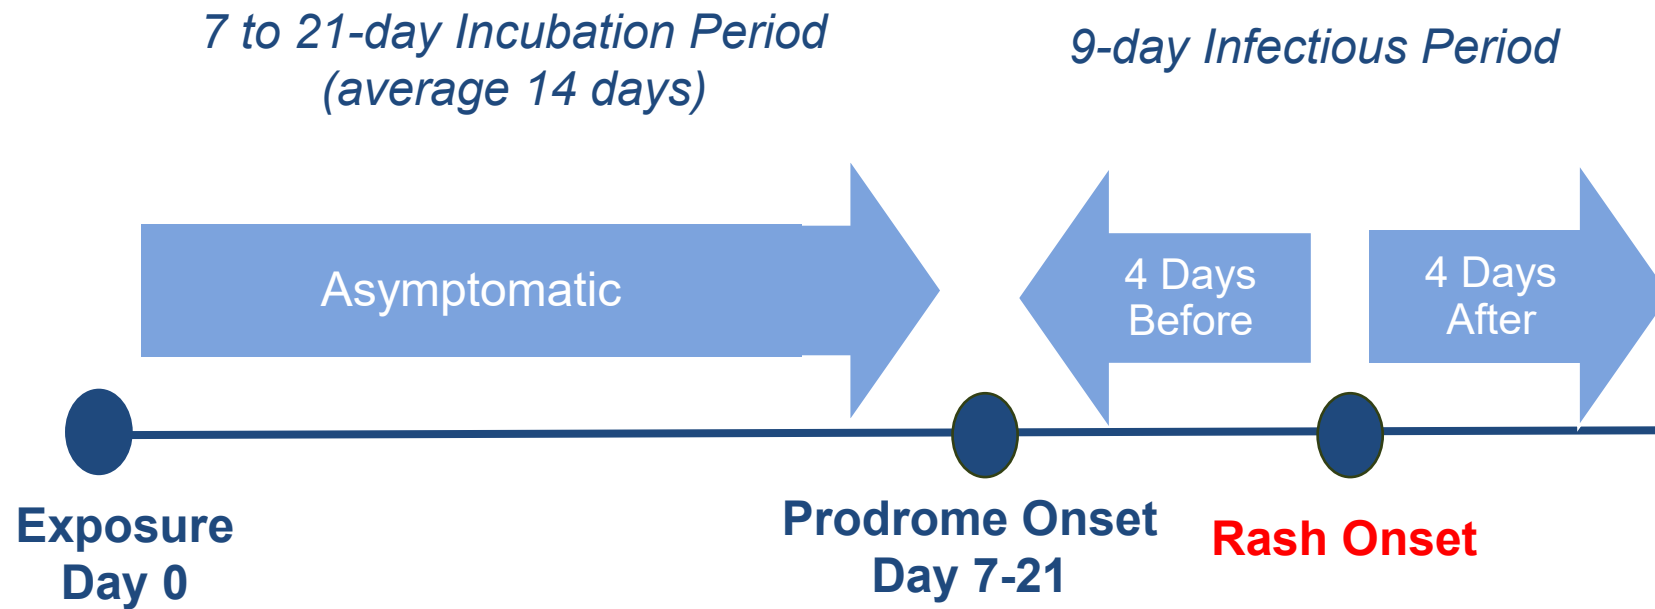 7 to 21-day Incubation Period
(average 14 days)
9-day Infectious Period
Asymptomatic
4 Days
Before
4 Days
After
Exposure
Day 0
Prodrome Onset
Day 7-21
Rash Onset